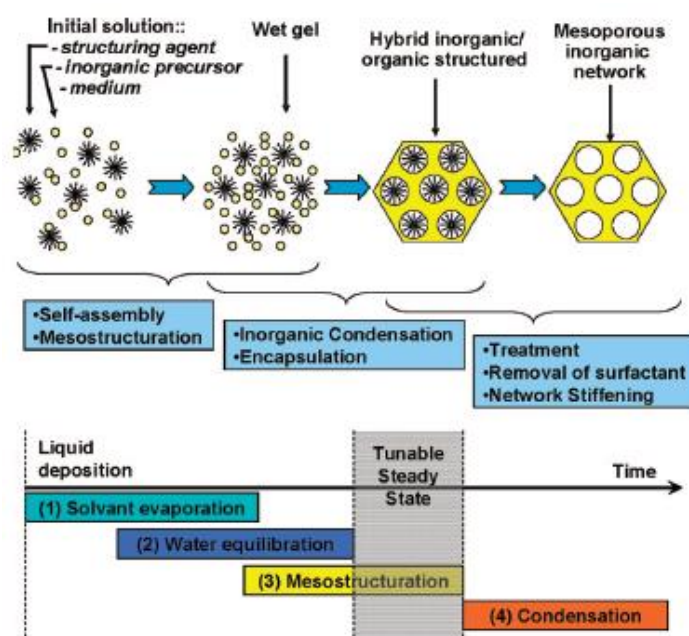 Initial solution::
- structuring agent
- inorganic precursor
- medium
Wet gel
Hybrid inorganic/
organic structured
Mesoporous
inorganic
network
•Self-assembly
•Mesostructuration
•Inorganic Condensation
•Encapsulation
•Treatment
•Removal of surfactant
•Network Stiffening
Liquid
deposition
Tunable
Steady
State
Time
(1) Solvant evaporation
(2) Water equilibration
(3) Mesostructuration
(4) Condensation